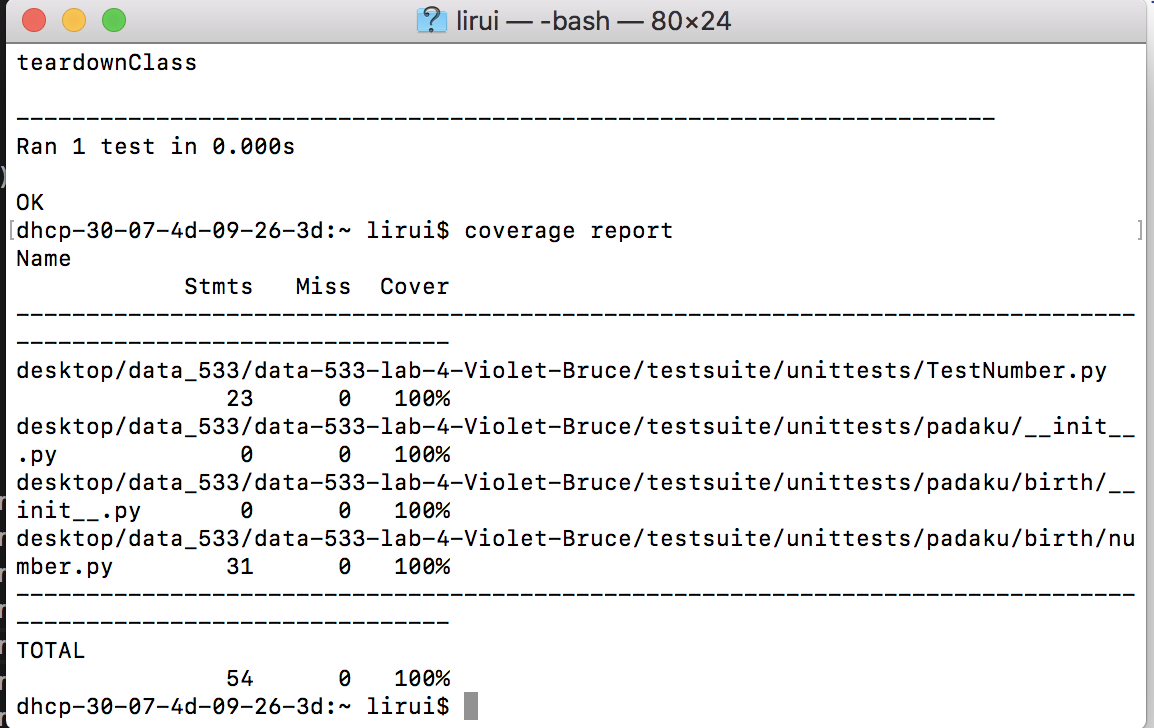 lirui — -bash — 80×24
teardownClass
----------------------------------------------------------------------
Ran 1 test in 0.000s
OK
dhcp-30-07-4d-09-26-3d:~ lirui$ coverage report
Name
            Stmts   Miss  Cover
--------------------------------------------------------------------------------
-------------------------------
desktop/data_533/data-533-lab-4-Violet-Bruce/testsuite/unittests/TestNumber.py
               23      0   100%
desktop/data_533/data-533-lab-4-Violet-Bruce/testsuite/unittests/padaku/__init__
.py             0      0   100%
desktop/data_533/data-533-lab-4-Violet-Bruce/testsuite/unittests/padaku/birth/__
init__.py       0      0   100%
desktop/data_533/data-533-lab-4-Violet-Bruce/testsuite/unittests/padaku/birth/nu
mber.py        31      0   100%
--------------------------------------------------------------------------------
-------------------------------
TOTAL
               54      0   100%
dhcp-30-07-4d-09-26-3d:~ lirui$